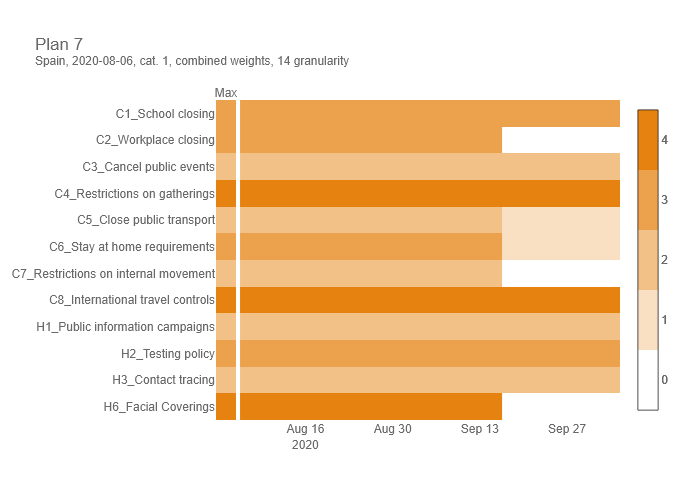 Plan 7
Spain, 2020-08-06, cat. 1, combined weights, 14 granularity
Max
C1_School closing
C2_Workplace closing
C3_Cancel public events
C4_Restrictions on gatherings
C5_Close public transport
C6_Stay at home requirements
C7_Restrictions on internal movement
C8_International travel controls
H1_Public information campaigns
H2_Testing policy
H3_Contact tracing
H6_Facial Coverings
Aug 16 Aug 30 Sep 13 Sep 27
2020
4
3
2
1
0